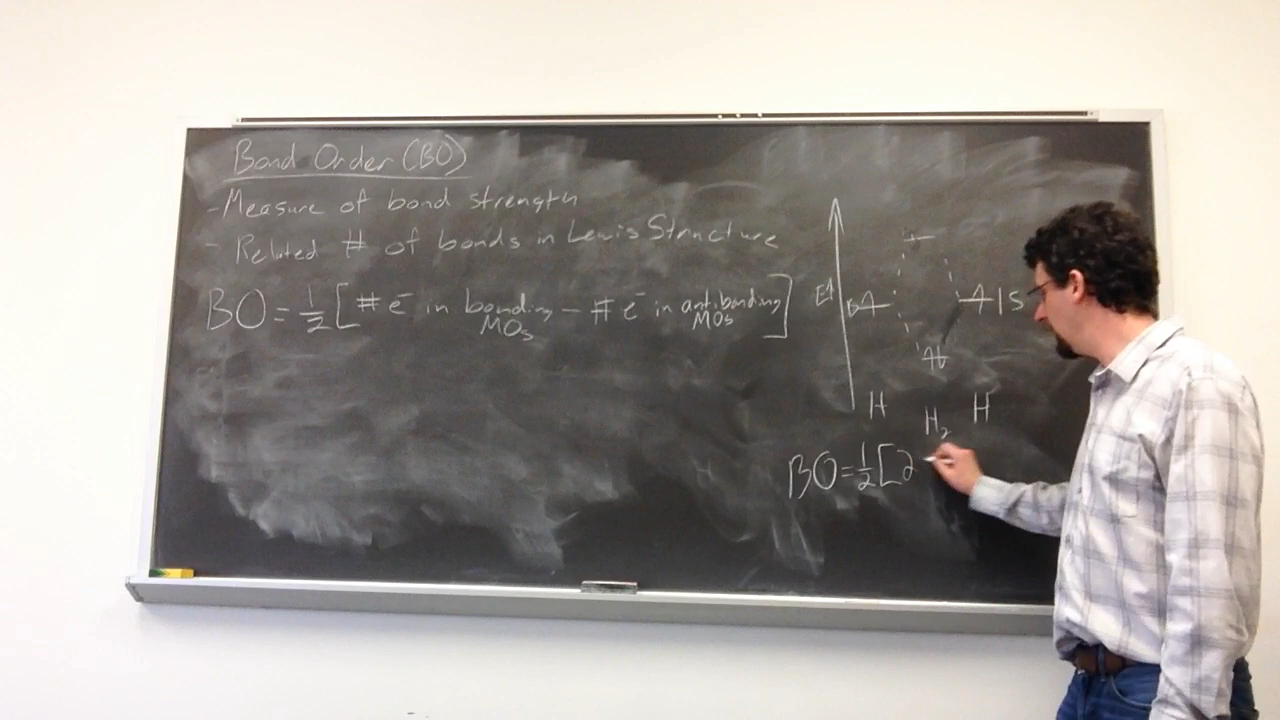 Bond Order (BO)
- Measure of bond strength
- Related # of bonds in Lewis Structure
BO = 1/2 [ # e⁻ in bonding MOs - # e⁻ in antibonding MOs ]
E
1s
H H₂ H
BO = 1/2 [2